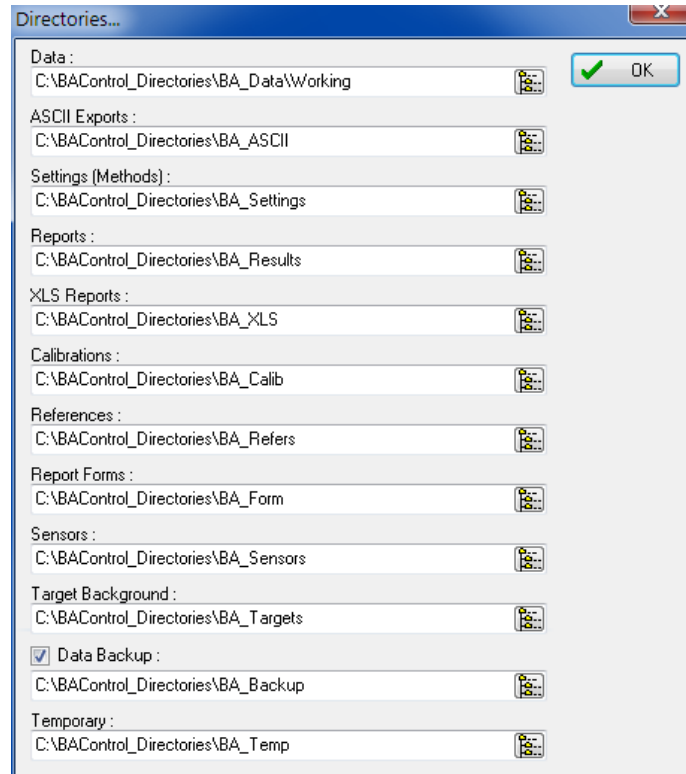 Directories...
Data :
C:\BAControl_Directories\BA_Data\Working
OK
ASCII Exports :
C:\BAControl_Directories\BA_ASCII
Settings (Methods) :
C:\BAControl_Directories\BA_Settings
Reports :
C:\BAControl_Directories\BA_Results
XLS Reports :
C:\BAControl_Directories\BA_XLS
Calibrations :
C:\BAControl_Directories\BA_Calib
References :
C:\BAControl_Directories\BA_Refers
Report Forms :
C:\BAControl_Directories\BA_Form
Sensors :
C:\BAControl_Directories\BA_Sensors
Target Background :
C:\BAControl_Directories\BA_Targets
Data Backup :
C:\BAControl_Directories\BA_Backup
Temporary :
C:\BAControl_Directories\BA_Temp